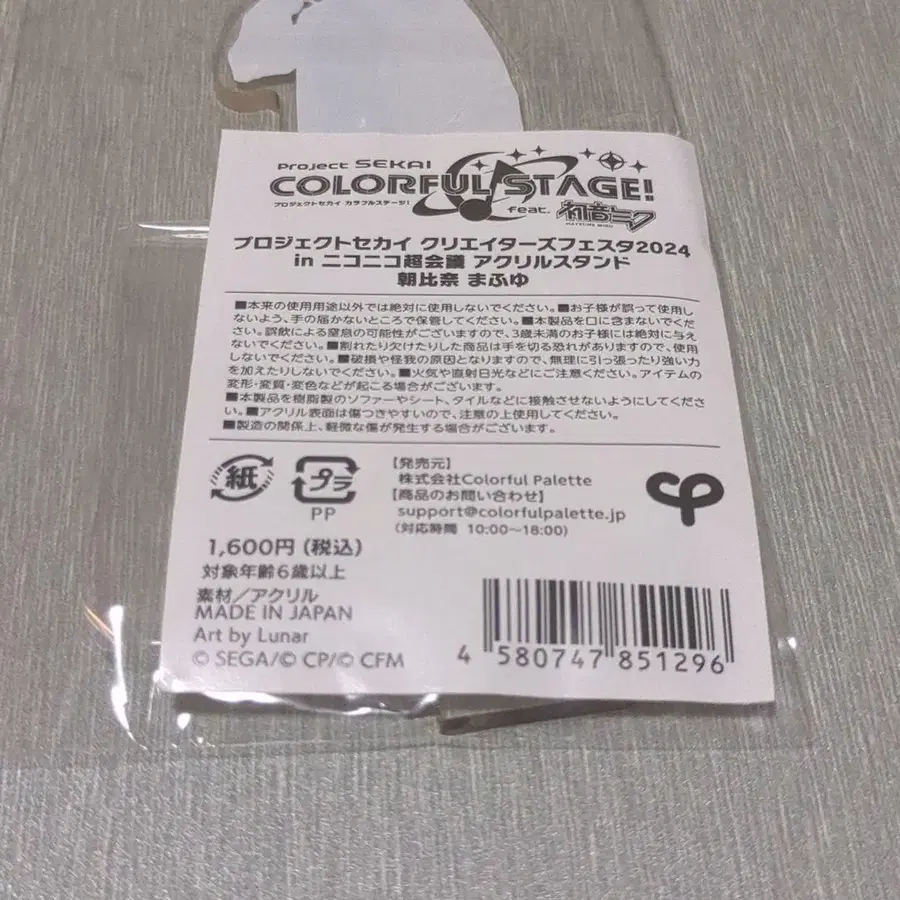 Project SEKAI
COLORFUL STAGE!
プロジェクトセカイ カラフルステージ!
feat. 初音ミク
HATSUNE MIKU
プロジェクトセカイ クリエイターズフェスタ2024
in ニコニコ超会議 アクリルスタンド
朝比奈 まふゆ
■本来の使用用途以外では絶対に使用しないでください。■お子様が誤って使用し
ないよう、手の届かないところで保管してください。■本製品を口に含まないでくだ
さい。誤飲による窒息の可能性がございますので、3歳未満のお子様には絶対に与え
ないでください。■割れたり欠けたりした商品は手を切る恐れがありますので、使用
しないでください。■破損や怪我の原因となりますので、無理に引っ張ったり強い力
を加えたりしないでください。■火気や直射日光などにご注意ください。アイテムの
変形・変質・変色などが起こる場合がございます。
■本製品を樹脂製のソファーやシート、タイルなどに接触させないようにしてくださ
い。■アクリル表面は傷つきやすいので、注意の上使用してください。
■製造の関係上、軽微な傷が発生する場合がございます。
紙
プラ
PP
【発売元】
株式会社Colorful Palette
【商品のお問い合わせ】
support@colorfulpalette.jp
(対応時間 10:00～18:00)
cp
1,600円(税込)
対象年齢6歳以上
素材/アクリル
MADE IN JAPAN
Art by Lunar
© SEGA/© CP/© CFM
4 580747 851296